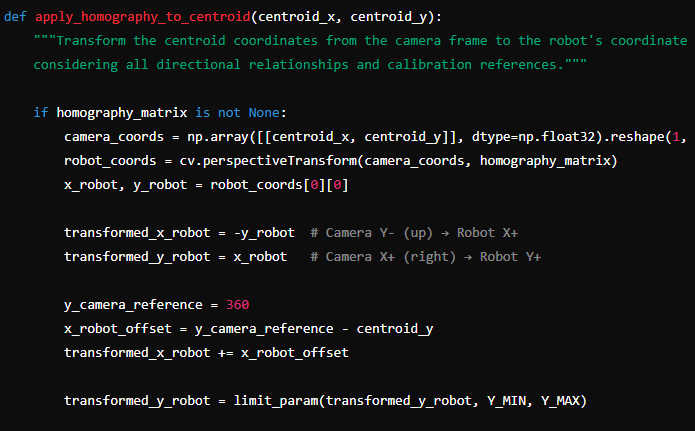 def apply_homography_to_centroid(centroid_x, centroid_y):
"""Transform the centroid coordinates from the camera frame to the robot's coordinate
considering all directional relationships and calibration references."""
if homography_matrix is not None:
camera_coords = np.array([[centroid_x, centroid_y]], dtype=np.float32).reshape(1,
robot_coords = cv.perspectiveTransform(camera_coords, homography_matrix)
x_robot, y_robot = robot_coords[0][0]
transformed_x_robot = -y_robot  # Camera Y- (up) → Robot X+
transformed_y_robot = x_robot   # Camera X+ (right) → Robot Y+
y_camera_reference = 360
x_robot_offset = y_camera_reference - centroid_y
transformed_x_robot += x_robot_offset
transformed_y_robot = limit_param(transformed_y_robot, Y_MIN, Y_MAX)